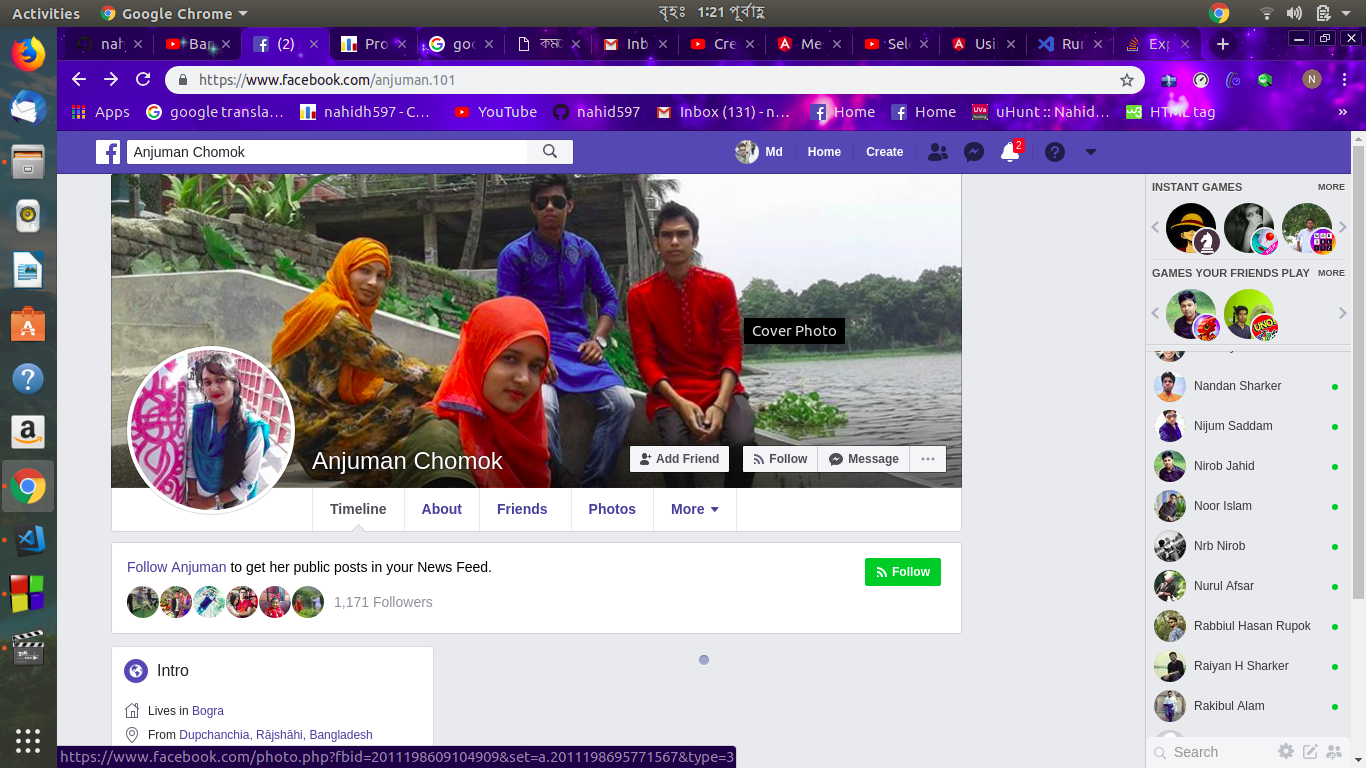 Activities
Google Chrome
বৃহঃ ১:২১ পূর্বাহ্ণ
nah
Ban
(2)
Pro
goo
Inb
Cre
Me
Sele
Usi
Run
Exp
https://www.facebook.com/anjuman.101
N
Apps
google transla...
nahidh597 - C...
YouTube
nahid597
Inbox (131) - n...
Home
Home
uHunt :: Nahid...
HTML tag
»
Anjuman Chomok
Md
Home
Create
2
INSTANT GAMES
MORE
GAMES YOUR FRIENDS PLAY
MORE
UNO!
Cover Photo
Anjuman Chomok
Add Friend
Follow
Message
Timeline
About
Friends
Photos
More
Follow Anjuman to get her public posts in your News Feed.
Follow
1,171 Followers
Intro
Lives in Bogra
From Dupchanchia, Rājshāhi, Bangladesh
Nandan Sharker
Nijum Saddam
Nirob Jahid
Noor Islam
Nrb Nirob
Nurul Afsar
Rabbiul Hasan Rupok
Raiyan H Sharker
Rakibul Alam
Search
https://www.facebook.com/photo.php?fbid=2011198609104909&set=a.20111986957​71567&type=3